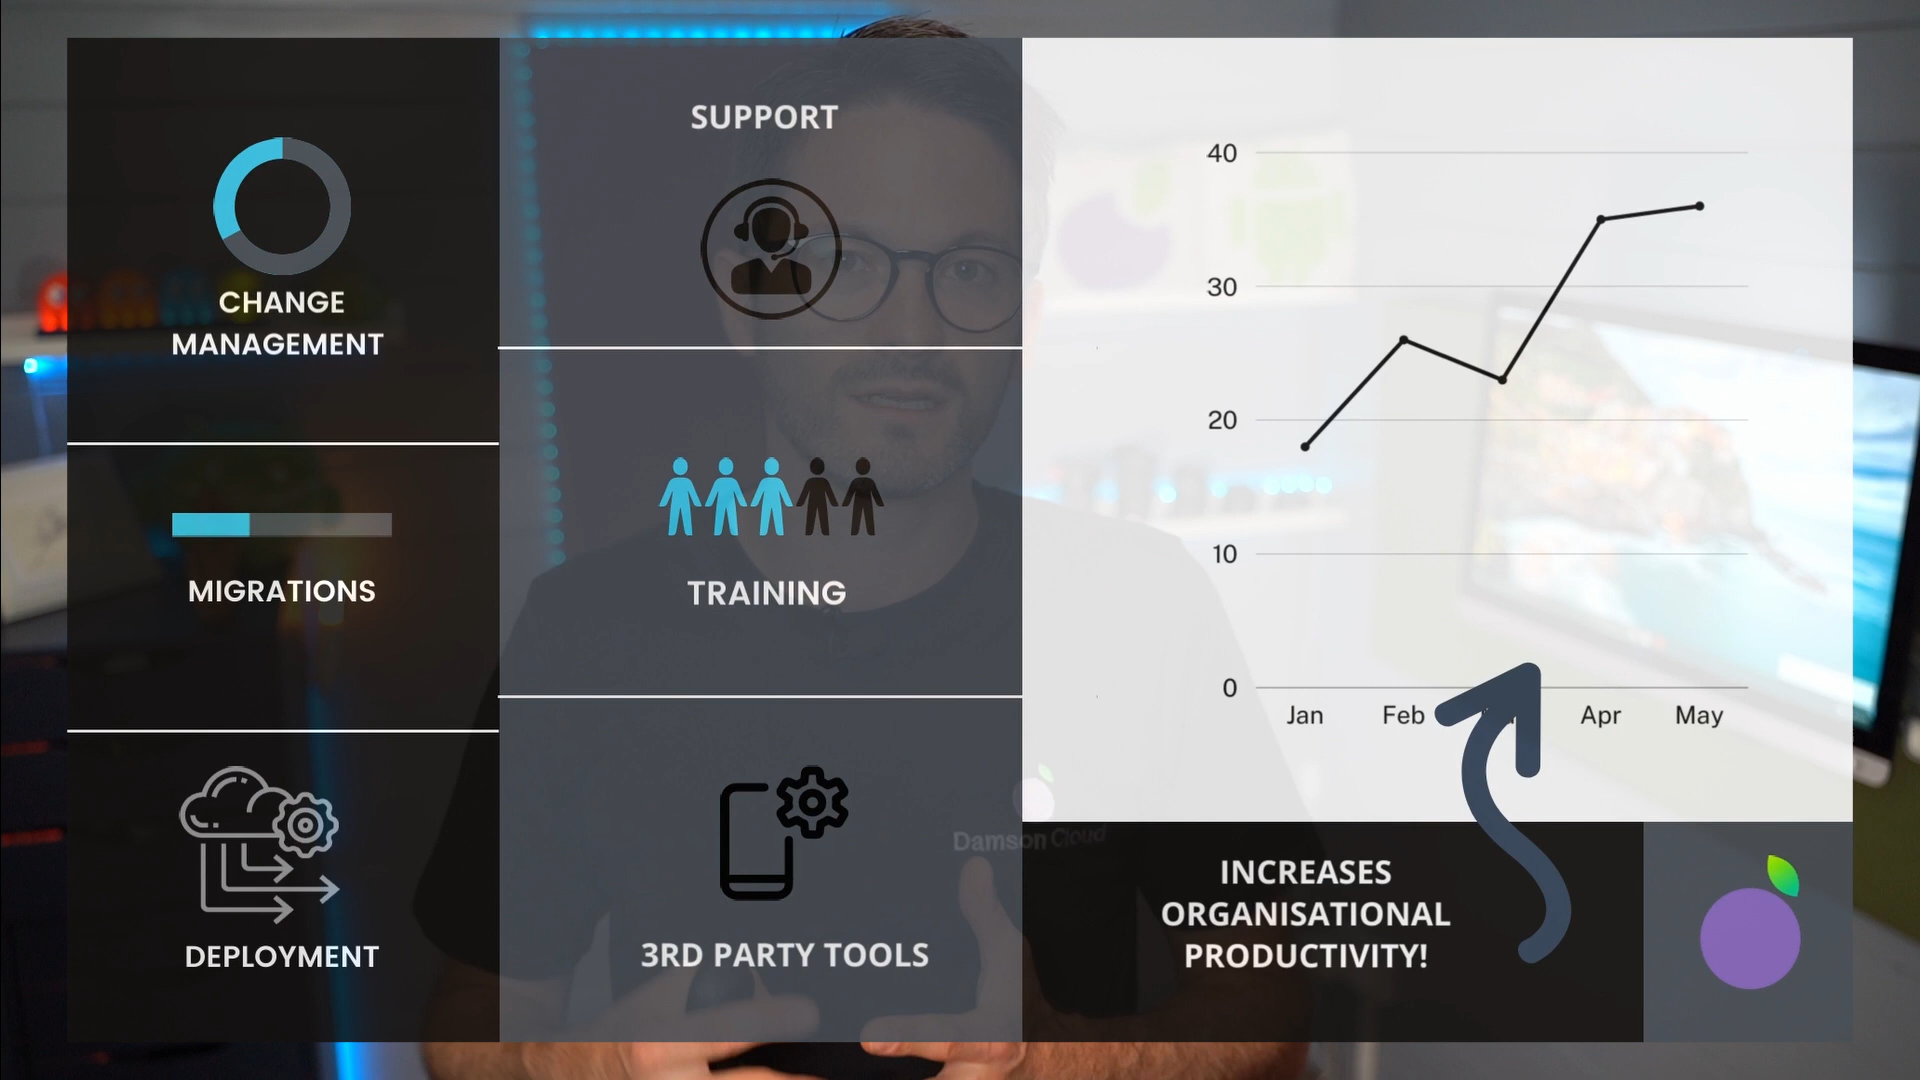 CHANGE
MANAGEMENT
MIGRATIONS
DEPLOYMENT
SUPPORT
TRAINING
3RD PARTY TOOLS
40
30
20
10
0
Jan
Feb
Apr
May
Damson Cloud
INCREASES
ORGANISATIONAL
PRODUCTIVITY!